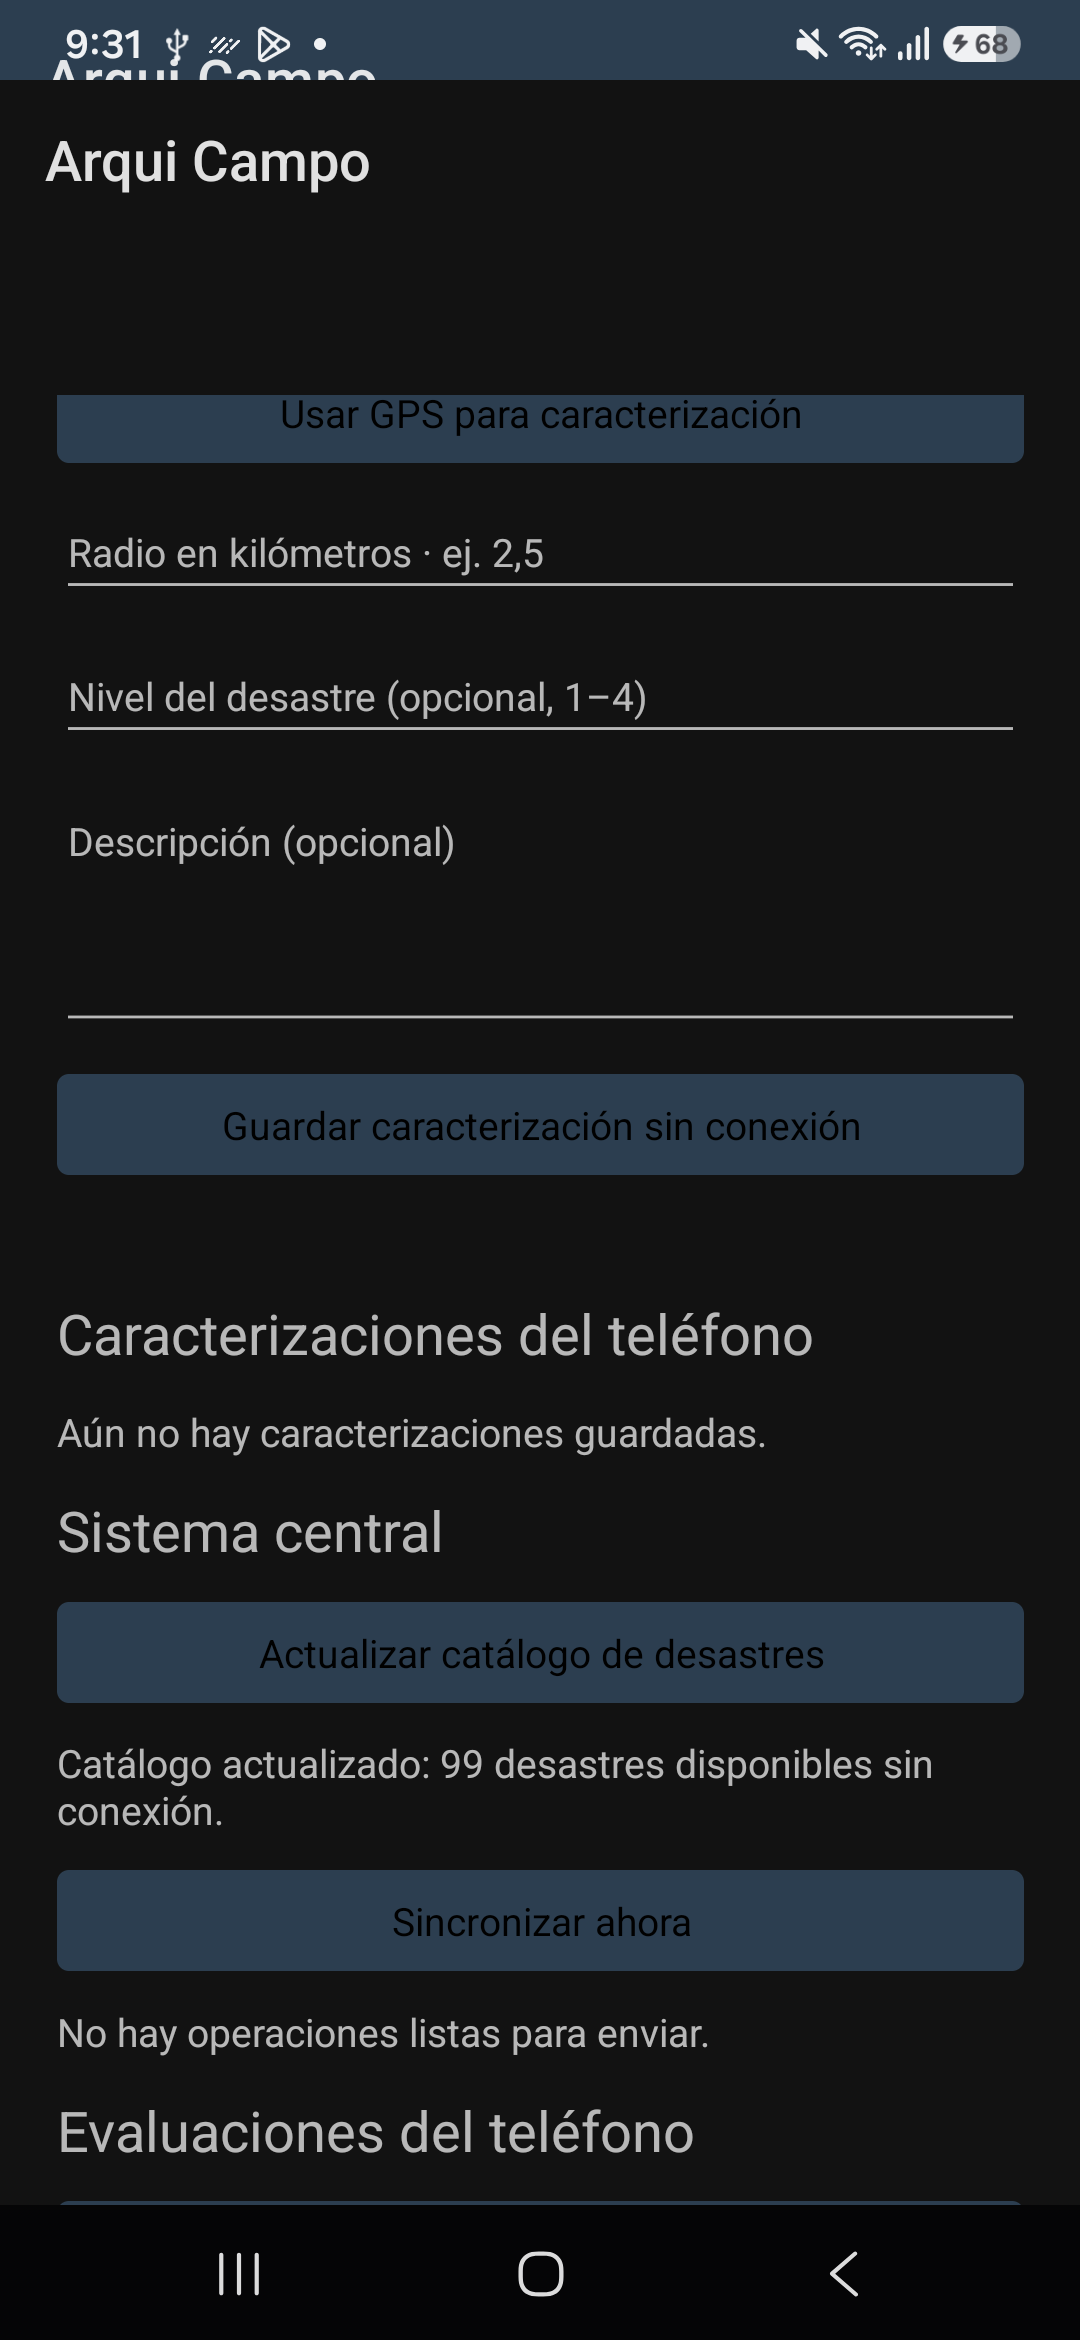 9:31
68
Arqui Campo
Arqui Campo
Usar GPS para caracterización
Radio en kilómetros · ej. 2,5
Nivel del desastre (opcional, 1–4)
Descripción (opcional)
Guardar caracterización sin conexión
Caracterizaciones del teléfono
Aún no hay caracterizaciones guardadas.
Sistema central
Actualizar catálogo de desastres
Catálogo actualizado: 99 desastres disponibles sin
conexión.
Sincronizar ahora
No hay operaciones listas para enviar.
Evaluaciones del teléfono